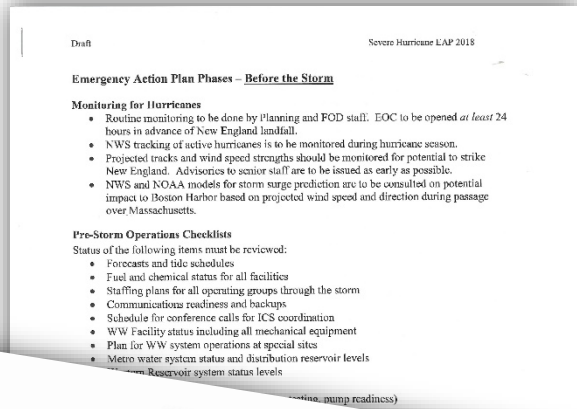 Draft Severe Hurricane EAP 2018
Emergency Action Plan Phases – Before the Storm
Monitoring for Hurricanes
• Routine monitoring to be done by Planning and FOD staff. EOC to be opened at least 24
hours in advance of New England landfall.
• NWS tracking of active hurricanes is to be monitored during hurricane season.
• Projected tracks and wind speed strengths should be monitored for potential to strike
New England. Advisories to senior staff are to be issued as early as possible.
• NWS and NOAA models for storm surge prediction are to be consulted on potential
impact to Boston Harbor based on projected wind speed and direction during passage
over Massachusetts.
Pre-Storm Operations Checklists
Status of the following items must be reviewed:
• Forecasts and tide schedules
• Fuel and chemical status for all facilities
• Staffing plans for all operating groups through the storm
• Communications readiness and backups
• Schedule for conference calls for ICS coordination
• WW Facility status including all mechanical equipment
• Plan for WW system operations at special sites
• Metro water system status and distribution reservoir levels
Reservoir system status levels
pump readiness)